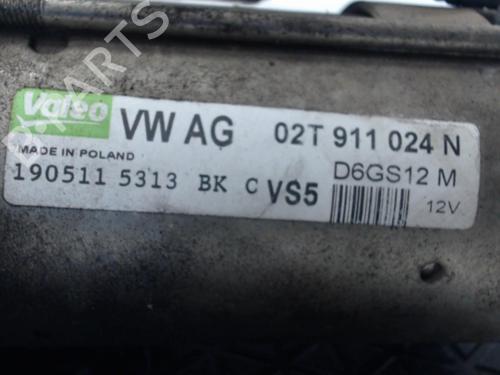 Valeo VW AG 02T 911 024 N
MADE IN POLAND D6GS12 M
190511 5313 BK C VS5 12V
B-PARTS